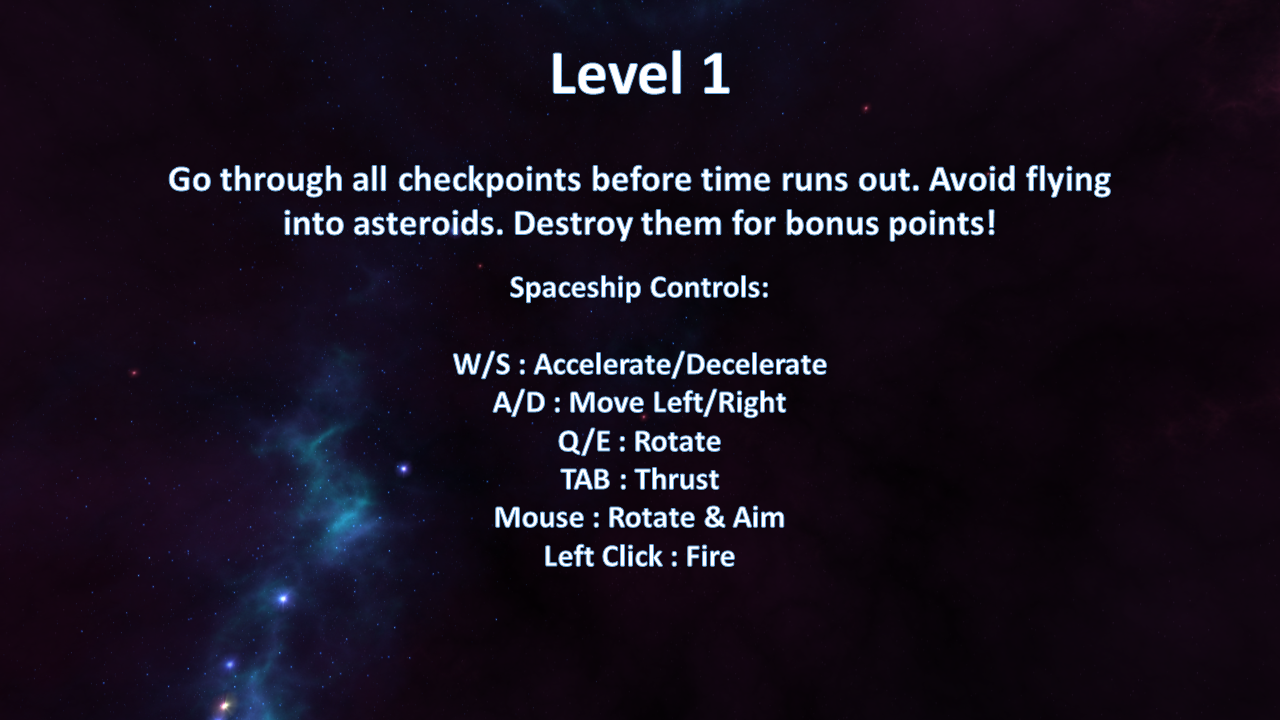 Level 1
Go through all checkpoints before time runs out. Avoid flying
into asteroids. Destroy them for bonus points!
Spaceship Controls:
W/S : Accelerate/Decelerate
A/D : Move Left/Right
Q/E : Rotate
TAB : Thrust
Mouse : Rotate & Aim
Left Click : Fire